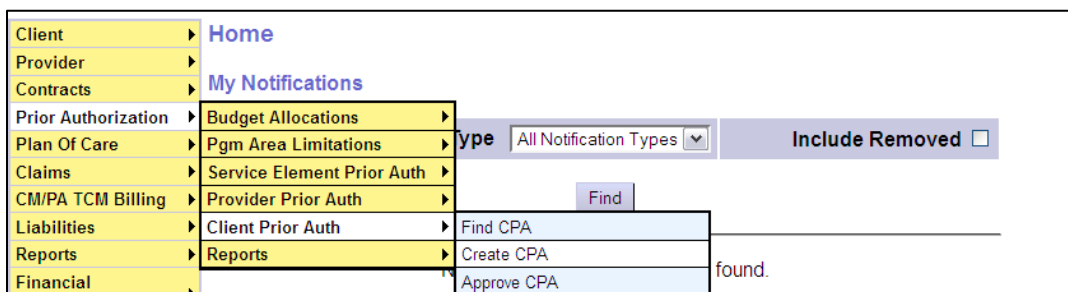 Client
Home
Provider
Contracts
My Notifications
Prior Authorization
Budget Allocations
Plan Of Care
Pgm Area Limitations
ype
All Notification Types
Include Removed
Claims
Service Element Prior Auth
CM/PA TCM Billing
Provider Prior Auth
Find
Liabilities
Client Prior Auth
Find CPA
Reports
Reports
Create CPA
found.
Financial
Approve CPA